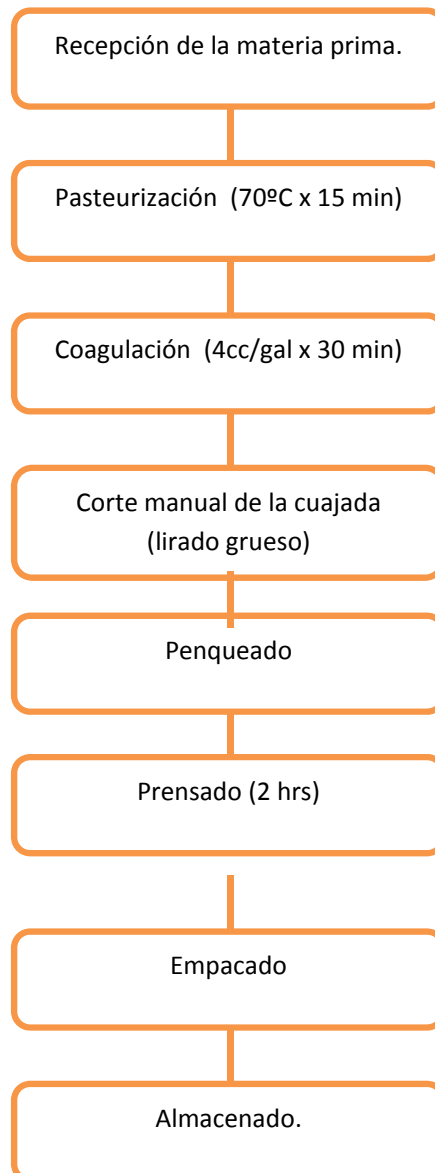 Recepción de la materia prima.
Pasteurización (70ºC x 15 min)
Coagulación (4cc/gal x 30 min)
Corte manual de la cuajada
(lirado grueso)
Penqueado
Prensado (2 hrs)
Empacado
Almacenado.